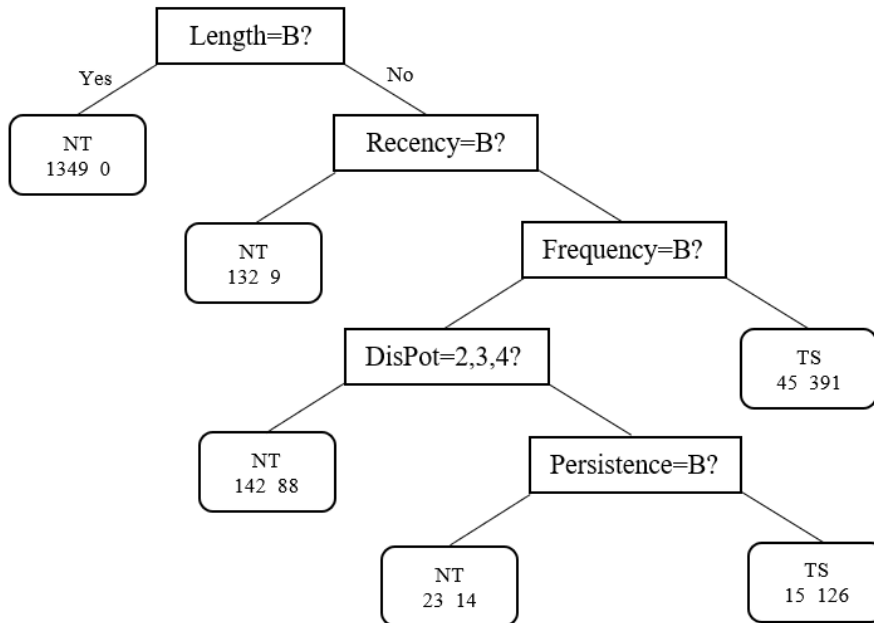 Length=B?
Yes
No
NT
1349 0
Recency=B?
NT
132 9
Frequency=B?
DisPot=2,3,4?
TS
45 391
NT
142 88
Persistence=B?
NT
23 14
TS
15 126